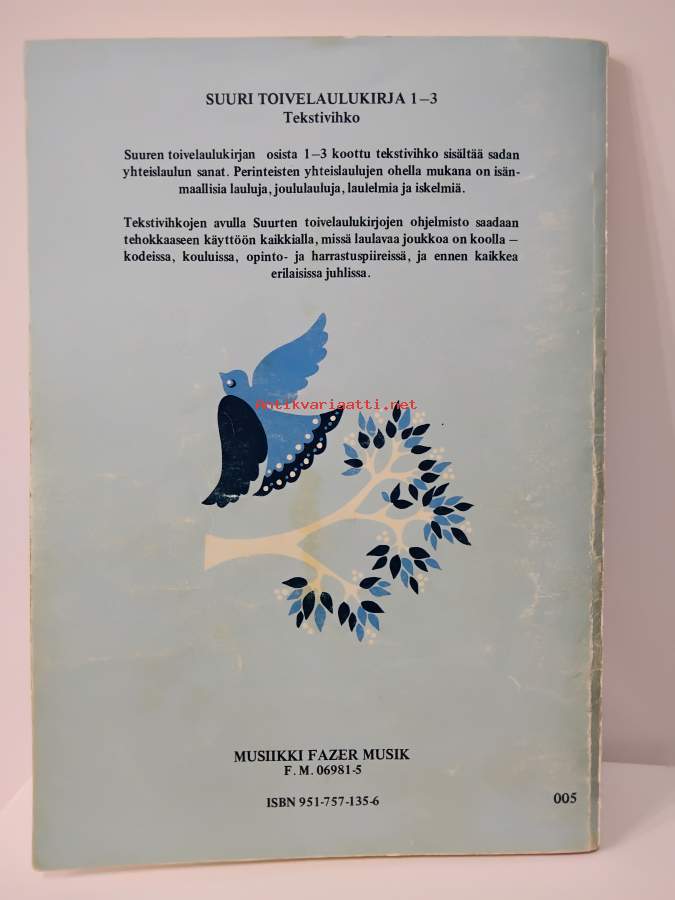 SUURI TOIVELAULUKIRJA 1–3
Tekstivihko
Suuren toivelaulukirjan osista 1–3 koottu tekstivihko sisältää sadan
yhteislaulun sanat. Perinteisten yhteislaulujen ohella mukana on isän-
maallisia lauluja, joululauluja, laulelmia ja iskelmiä.
Tekstivihkojen avulla Suurten toivelaulukirjojen ohjelmisto saadaan
tehokkaaseen käyttöön kaikkialla, missä laulavaa joukkoa on koolla –
kodeissa, kouluissa, opinto- ja harrastuspiireissä, ja ennen kaikkea
erilaisissa juhlissa.
Antikvariaatti.net
MUSIIKKI FAZER MUSIK
F. M. 06981-5
ISBN 951-757-135-6
005